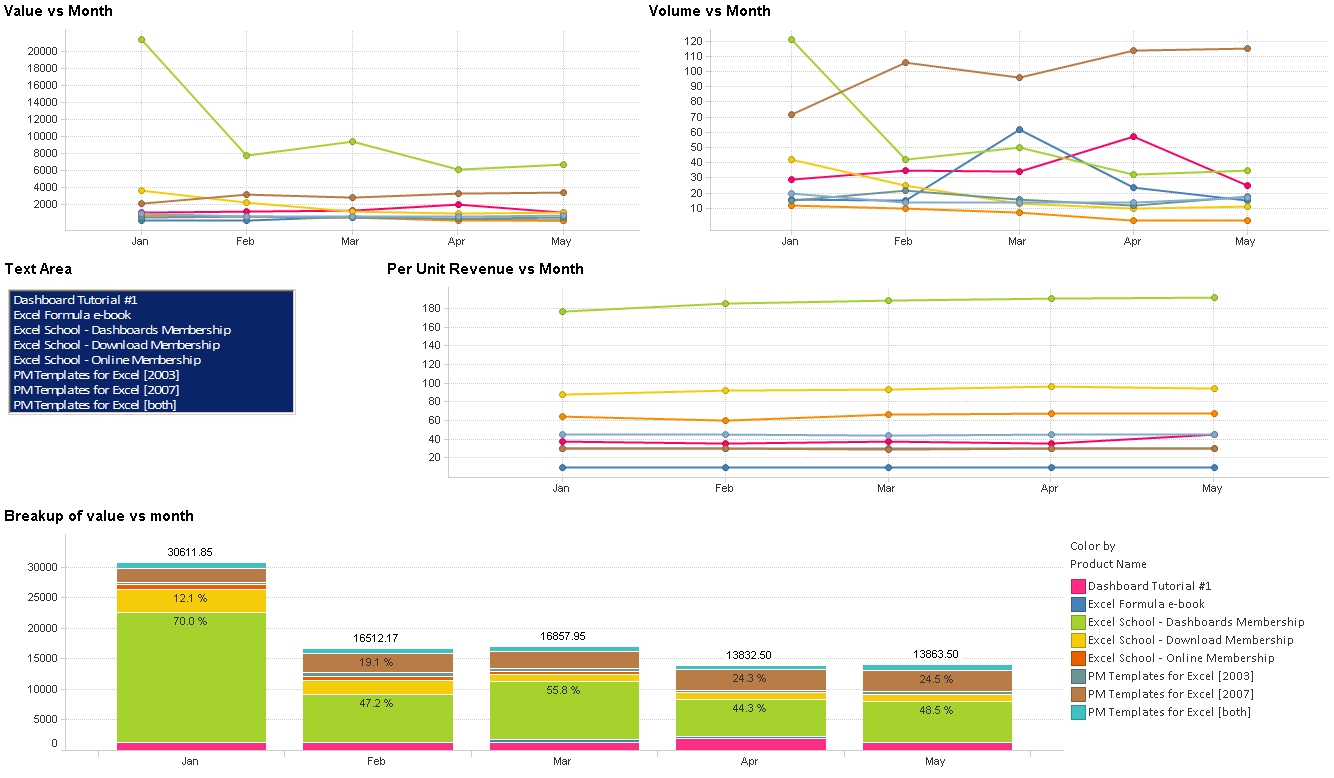 Value vs Month
20000
18000
16000
14000
12000
10000
8000
6000
4000
2000
Jan Feb Mar Apr May
Volume vs Month
120
110
100
90
80
70
60
50
40
30
20
10
Jan Feb Mar Apr May
Text Area
Dashboard Tutorial #1
Excel Formula e-book
Excel School - Dashboards Membership
Excel School - Download Membership
Excel School - Online Membership
PM Templates for Excel [2003]
PM Templates for Excel [2007]
PM Templates for Excel [both]
Per Unit Revenue vs Month
180
160
140
120
100
80
60
40
20
Jan Feb Mar Apr May
Breakup of value vs month
30000
25000
20000
15000
10000
5000
0
30611.85
12.1 %
70.0 %
16512.17
19.1 %
47.2 %
16857.95
55.8 %
13832.50
24.3 %
44.3 %
13863.50
24.5 %
48.5 %
Jan Feb Mar Apr May
Color by
Product Name
Dashboard Tutorial #1
Excel Formula e-book
Excel School - Dashboards Membership
Excel School - Download Membership
Excel School - Online Membership
PM Templates for Excel [2003]
PM Templates for Excel [2007]
PM Templates for Excel [both]